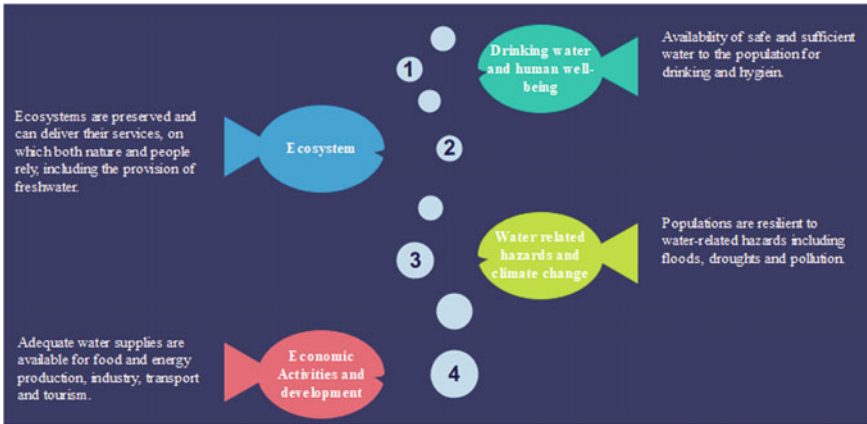 1
Drinking water
and human well-
being
Availability of safe and sufficient
water to the population for
drinking and hygiein.
Ecosystems are preserved and
can deliver their services, on
which both nature and people
rely, including the provision of
freshwater.
Ecosystem
2
3
Water related
hazards and
climate change
Populations are resilient to
water-related hazards including
floods, droughts and pollution.
Adequate water supplies are
available for food and energy
production, industry, transport
and tourism.
Economic
Activities and
development
4